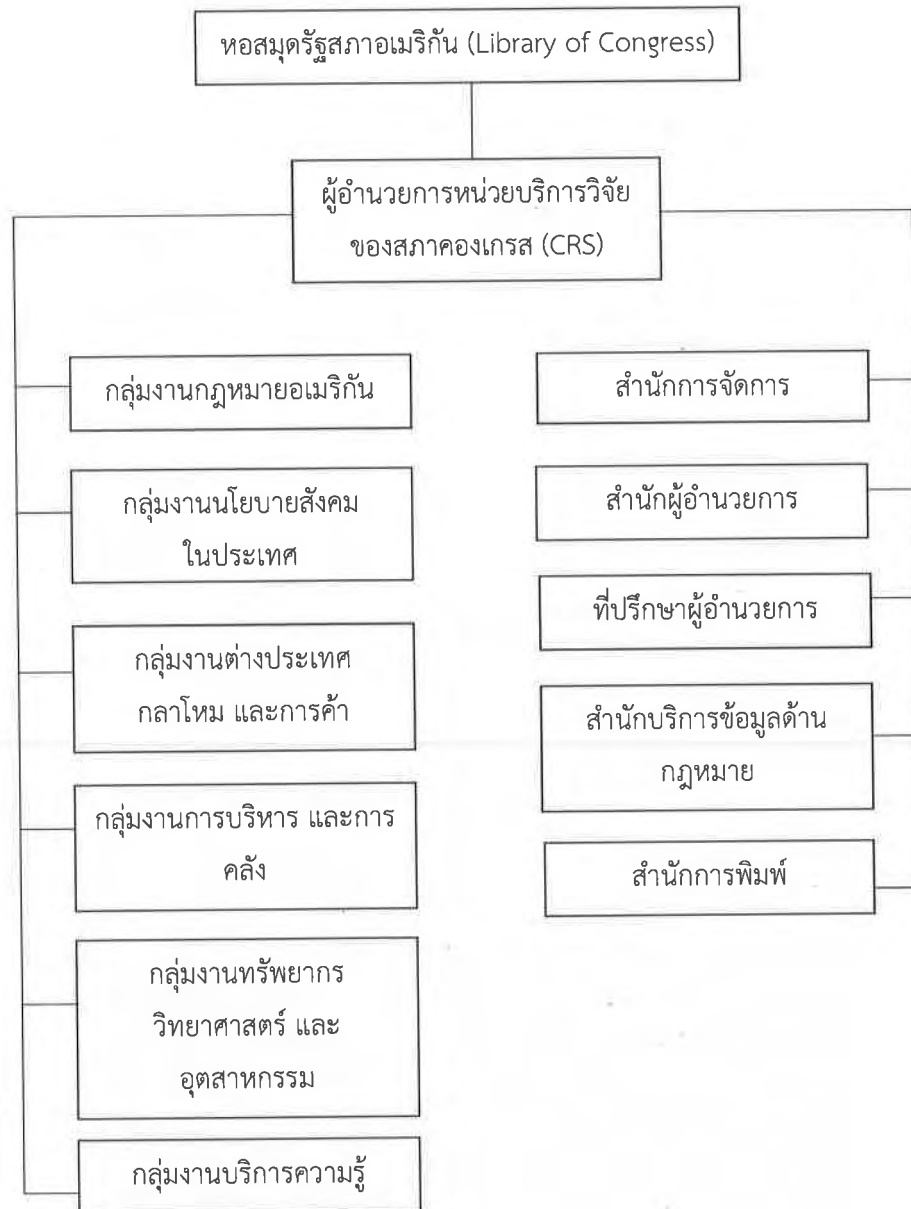 หอสมุดรัฐสภาอเมริกัน (Library of Congress)
ผู้อำนวยการหน่วยบริการวิจัย
ของสภาคองเกรส (CRS)
กลุ่มงานกฎหมายอเมริกัน
กลุ่มงานนโยบายสังคม
ในประเทศ
กลุ่มงานต่างประเทศ
กลาโหม และการค้า
กลุ่มงานการบริหาร และการ
คลัง
กลุ่มงานทรัพยากร
วิทยาศาสตร์ และ
อุตสาหกรรม
กลุ่มงานบริการความรู้
สำนักการจัดการ
สำนักผู้อำนวยการ
ที่ปรึกษาผู้อำนวยการ
สำนักบริการข้อมูลด้าน
กฎหมาย
สำนักการพิมพ์